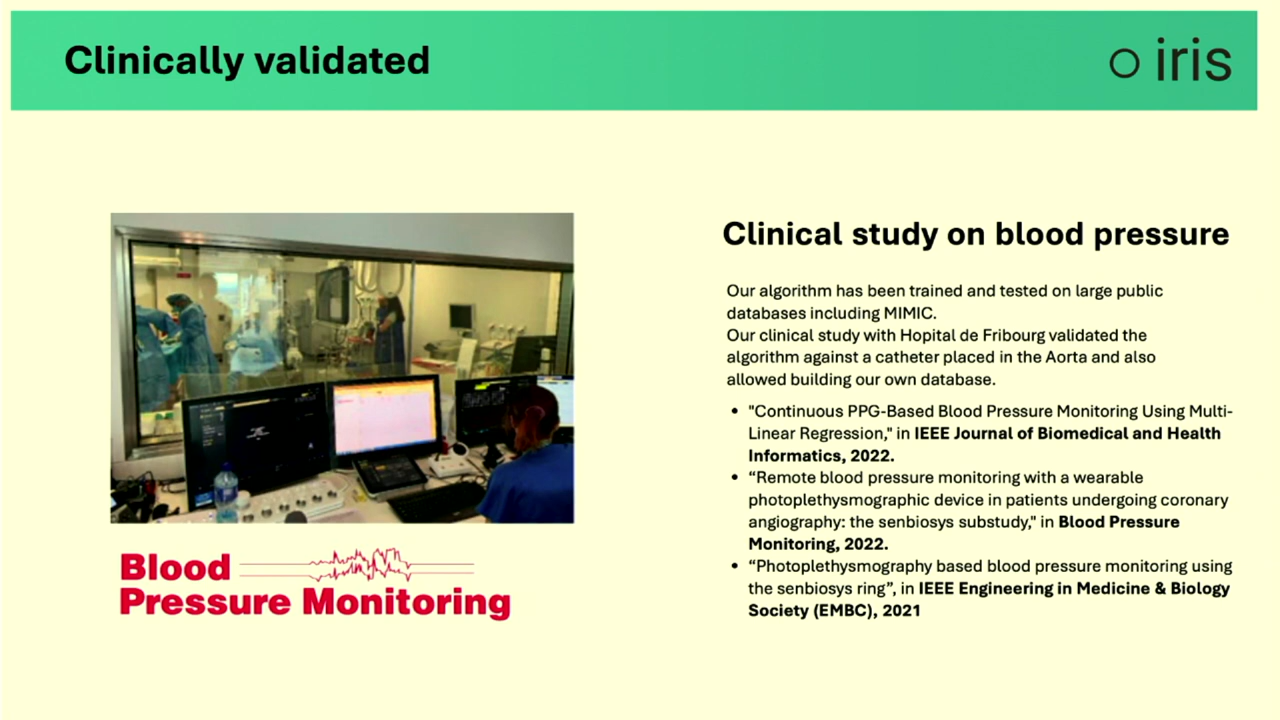 Clinically validated
iris
Clinical study on blood pressure
Our algorithm has been trained and tested on large public
databases including MIMIC.
Our clinical study with Hopital de Fribourg validated the
algorithm against a catheter placed in the Aorta and also
allowed building our own database.
• "Continuous PPG-Based Blood Pressure Monitoring Using Multi-
Linear Regression," in IEEE Journal of Biomedical and Health
Informatics, 2022.
• “Remote blood pressure monitoring with a wearable
photoplethysmographic device in patients undergoing coronary
angiography: the senbiosys substudy," in Blood Pressure
Monitoring, 2022.
• “Photoplethysmography based blood pressure monitoring using
the senbiosys ring”, in IEEE Engineering in Medicine & Biology
Society (EMBC), 2021
Blood
Pressure Monitoring